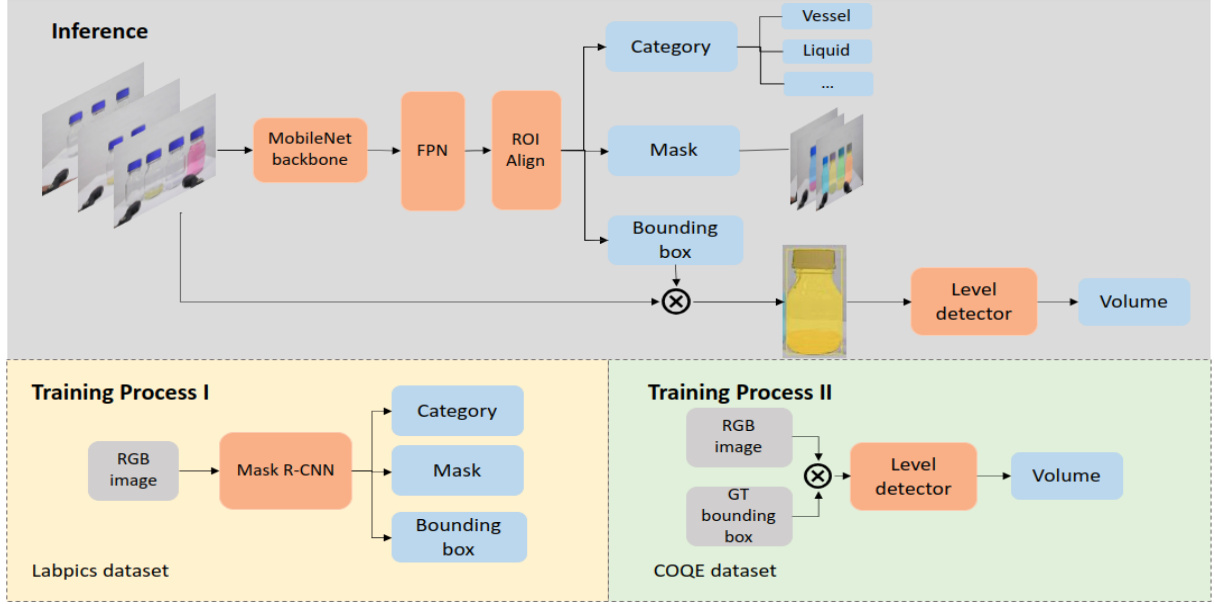 Inference
MobileNet
backbone
FPN
ROI
Align
Category
Vessel
Liquid
...
Mask
Bounding
box
Level
detector
Volume
Training Process I
RGB
image
Mask R-CNN
Category
Mask
Bounding
box
Labpics dataset
Training Process II
RGB
image
GT
bounding
box
Level
detector
Volume
COQE dataset